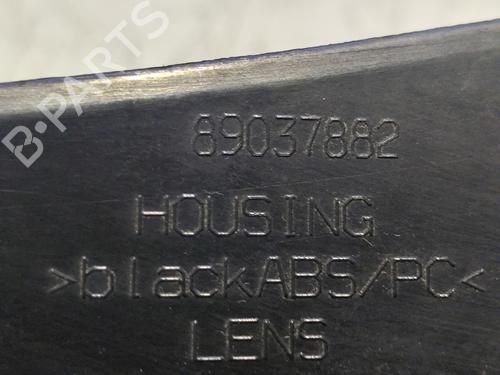 B-PARTS
89037882
HOUSING
>blackABS/PC<
LENS